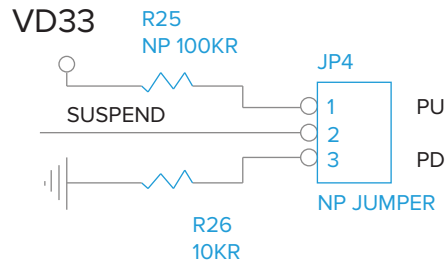 VD33
R25
NP 100KR
JP4
1
PU
SUSPEND
2
3
PD
NP JUMPER
R26
10KR